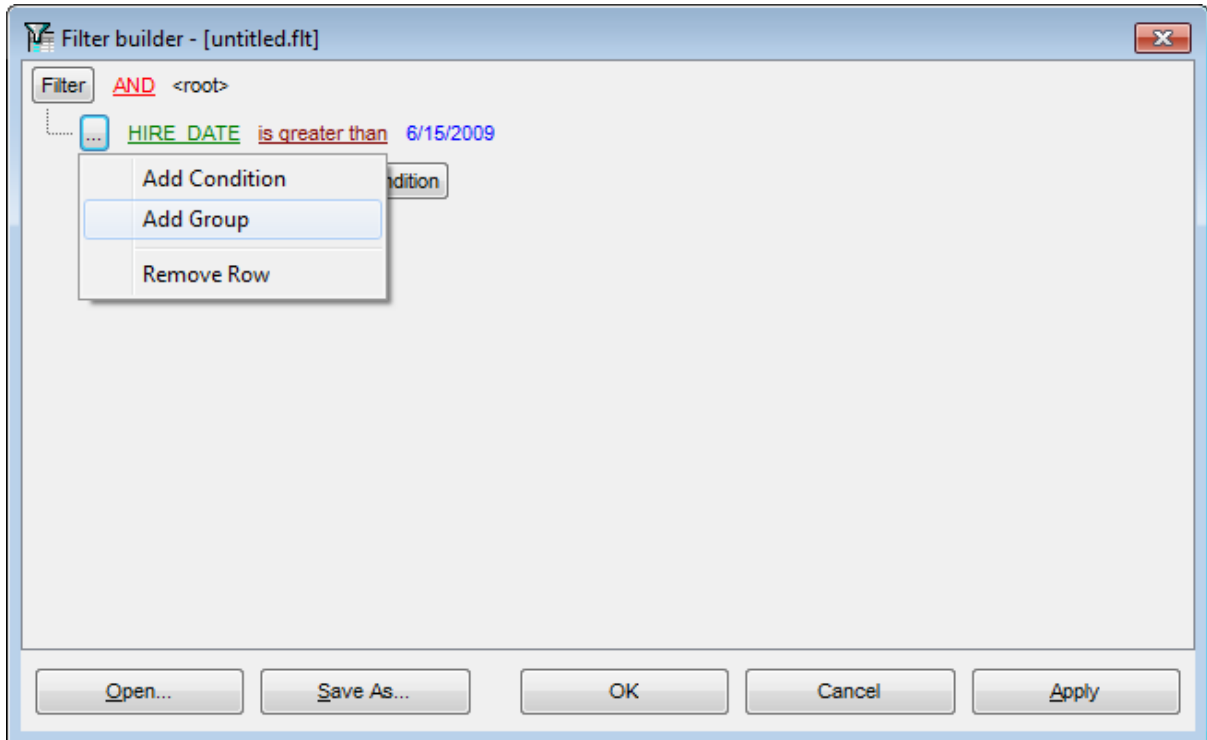 Filter builder - [untitled.flt]
Filter AND <root>
... HIRE_DATE is greater than 6/15/2009
Add Condition
ndition
Add Group
Remove Row
Open... Save As... OK Cancel Apply